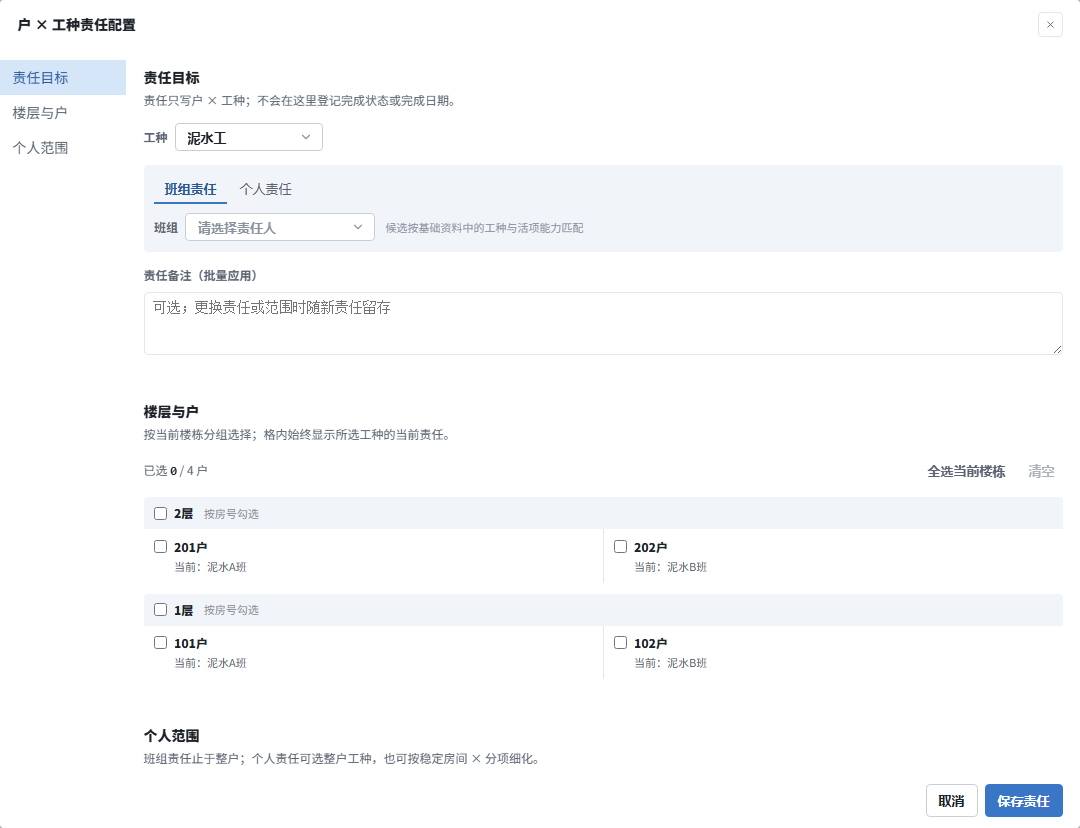 户 × 工种责任配置
×
责任目标
楼层与户
个人范围
责任目标
责任只写户 × 工种；不会在这里登记完成状态或完成日期。
工种 泥水工
班组责任 个人责任
班组 请选择责任人 候选按基础资料中的工种与活项能力匹配
责任备注（批量应用）
可选；更换责任或范围时随新责任留存
楼层与户
按当前楼栋分组选择；格内始终显示所选工种的当前责任。
已选 0 / 4 户 全选当前楼栋 清空
2层 按房号勾选
201户 202户
当前：泥水A班 当前：泥水B班
1层 按房号勾选
101户 102户
当前：泥水A班 当前：泥水B班
个人范围
班组责任止于整户；个人责任可选整户工种，也可按稳定房间 × 分项细化。
取消 保存责任